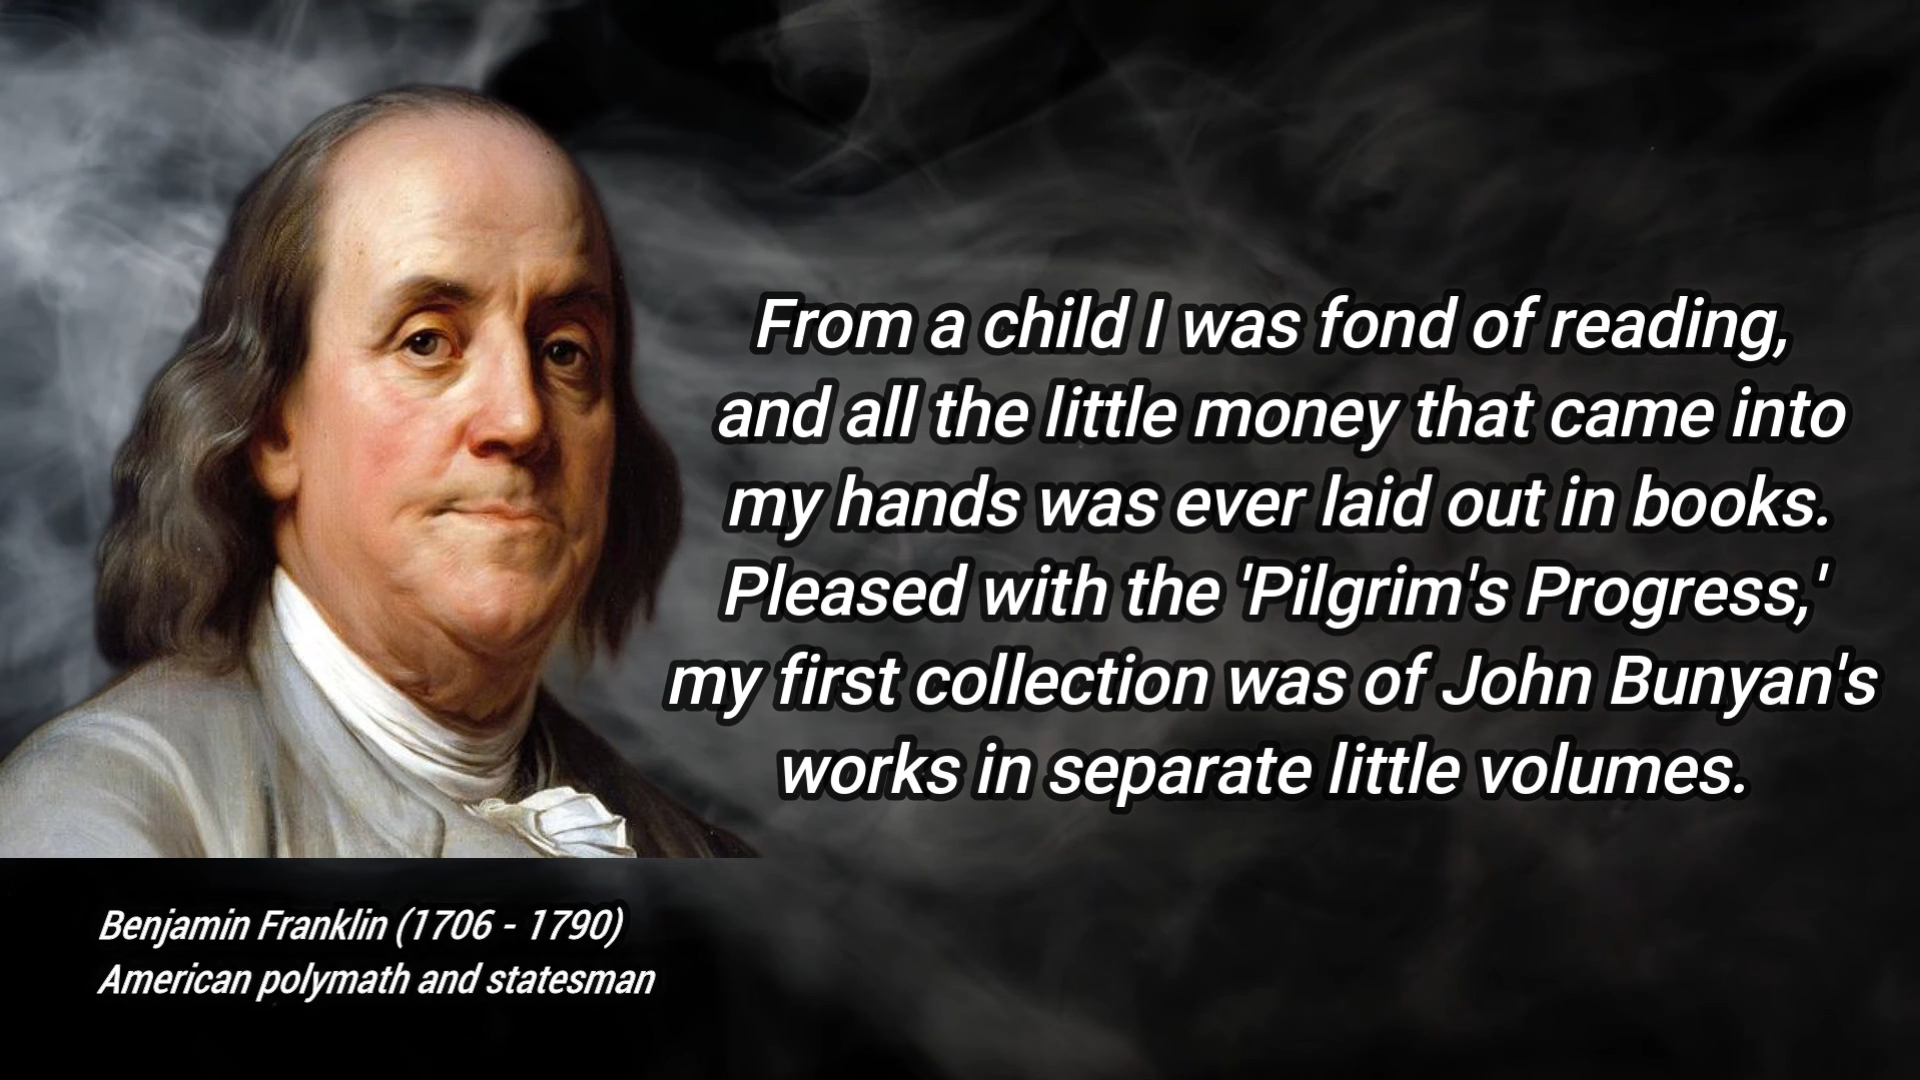 From a child I was fond of reading,
and all the little money that came into
my hands was ever laid out in books.
Pleased with the 'Pilgrim's Progress,'
my first collection was of John Bunyan's
works in separate little volumes.
Benjamin Franklin (1706 - 1790)
American polymath and statesman